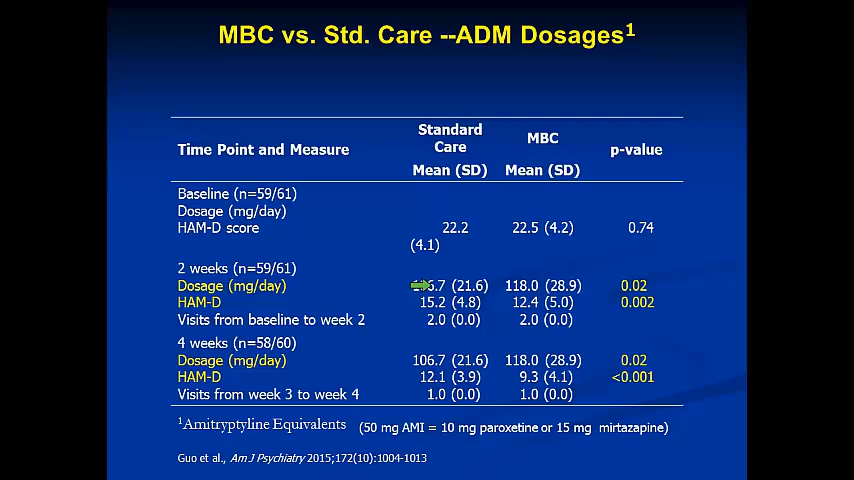 MBC vs. Std. Care --ADM Dosages1
Standard Care MBC
Time Point and Measure p-value
Mean (SD) Mean (SD)
Baseline (n=59/61)
Dosage (mg/day)
HAM-D score 22.2 (4.1) 22.5 (4.2) 0.74
2 weeks (n=59/61)
Dosage (mg/day) (21.6) 118.0 (28.9) 0.02
HAM-D 15.2 (4.8) 12.4 (5.0) 0.002
Visits from baseline to week 2 2.0 (0.0) 2.0 (0.0)
4 weeks (n=58/60)
Dosage (mg/day) 106.7 (21.6) 118.0 (28.9) 0.02
HAM-D 12.1 (3.9) 9.3 (4.1) <0.001
Visits from week 3 to week 4 1.0 (0.0) 1.0 (0.0)
1Amitryptyline Equivalents (50 mg AMI = 10 mg paroxetine or 15 mg mirtazapine)
Guo et al., Am J Psychiatry 2015;172(10):1004-1013